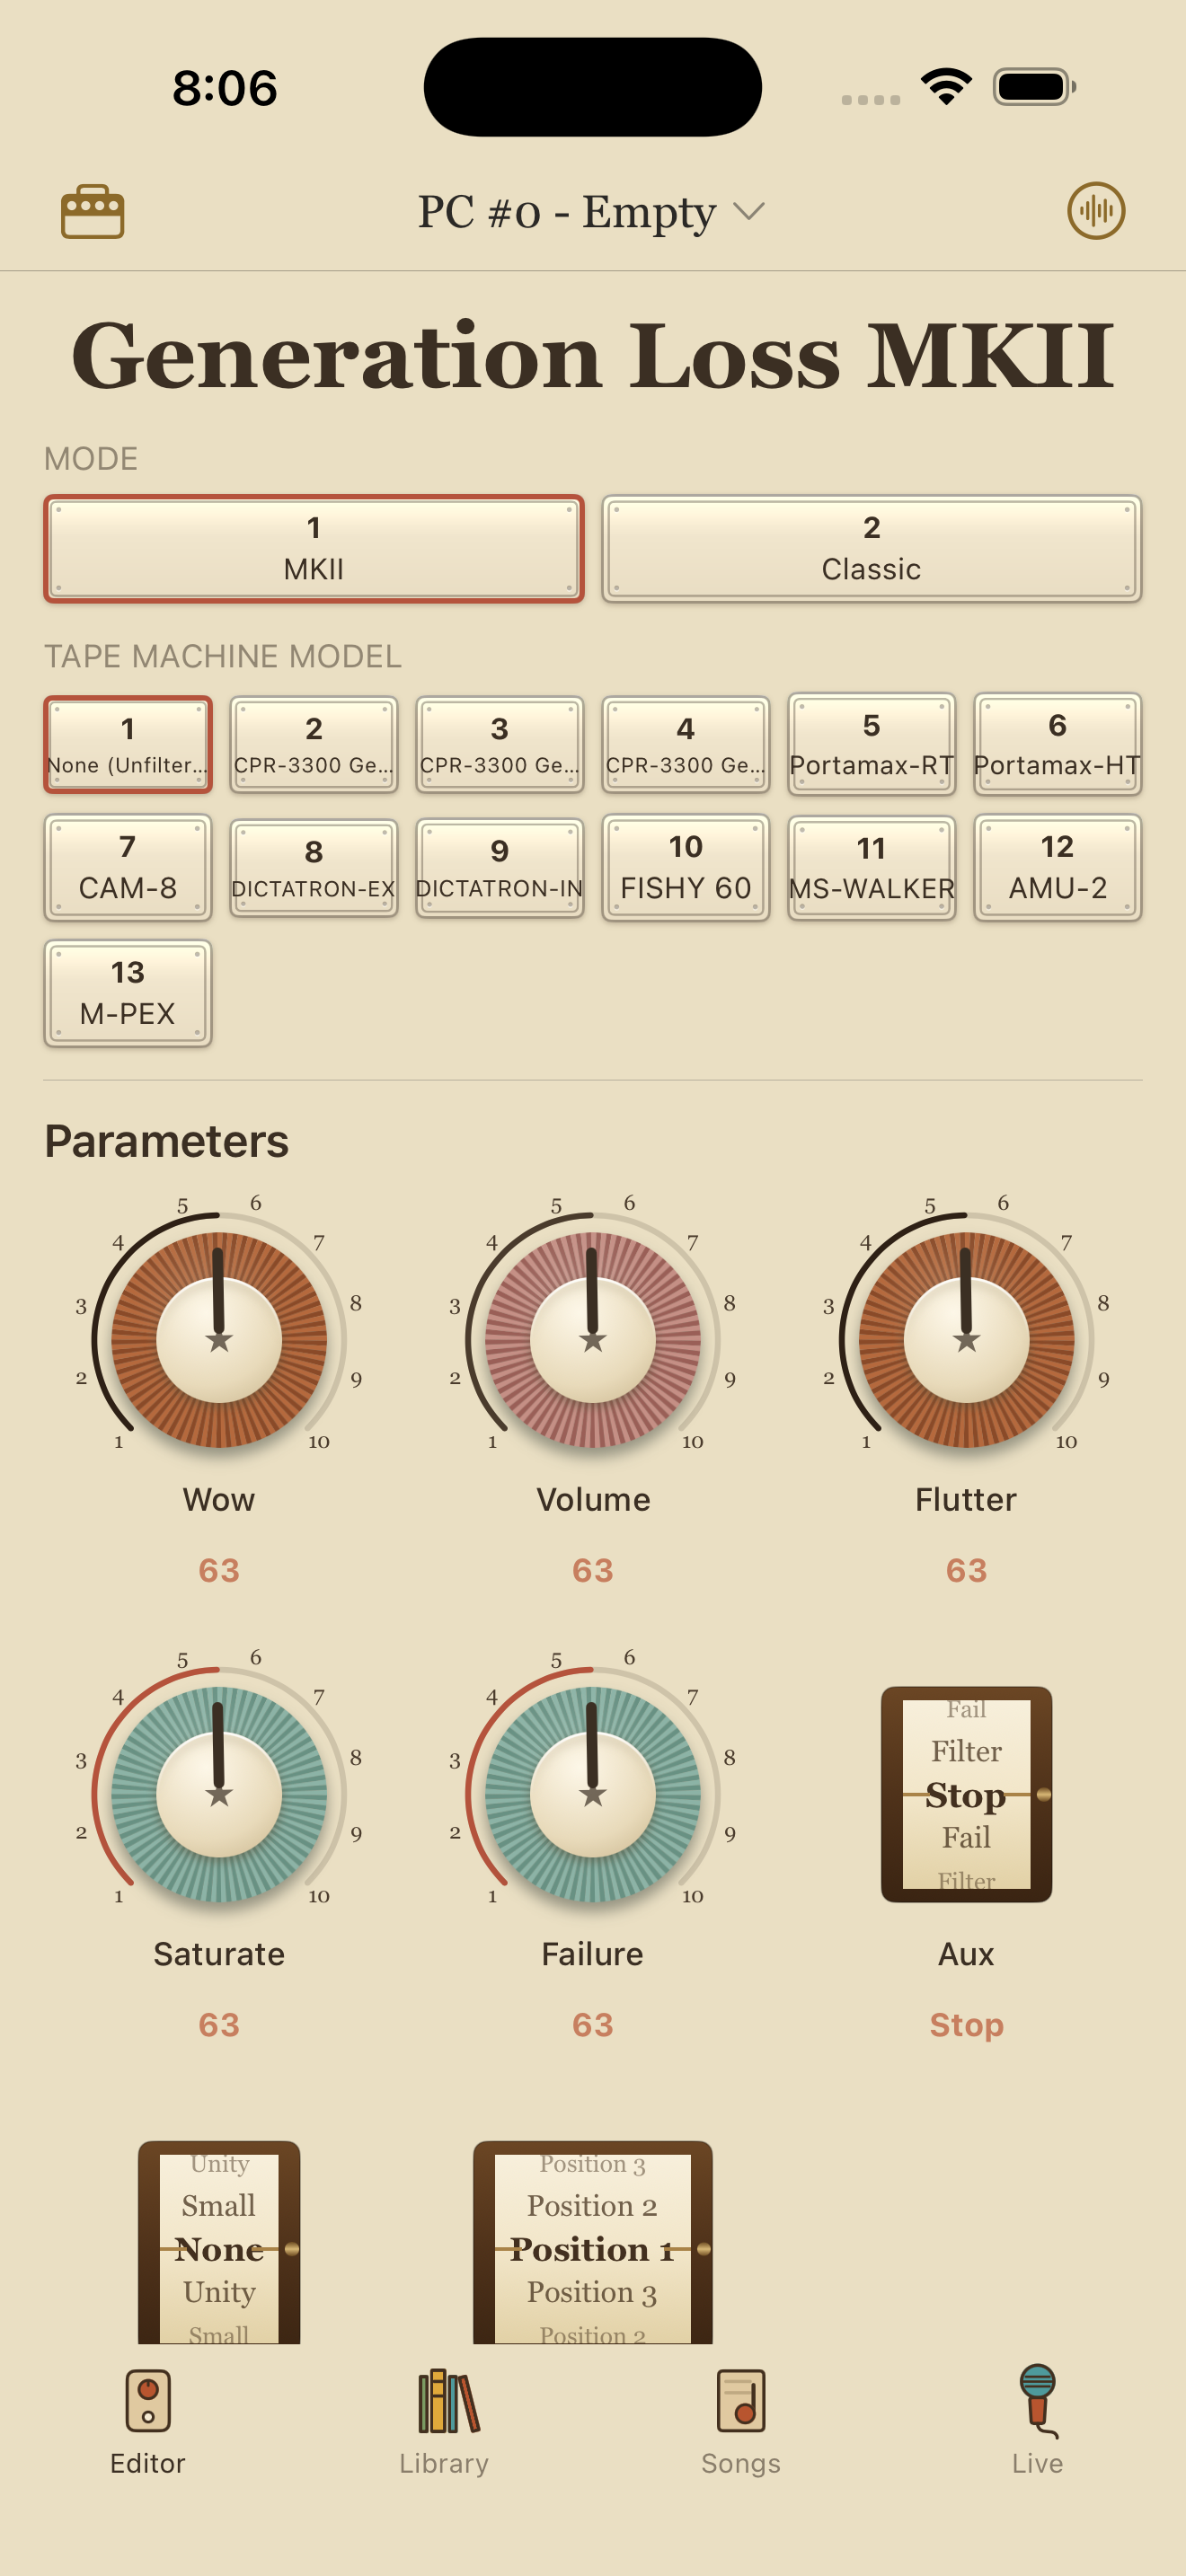 8:06
PC #0 - Empty
Generation Loss MKII
MODE
1
MKII
2
Classic
TAPE MACHINE MODEL
1
None (Unfilter...
2
CPR-3300 Ge...
3
CPR-3300 Ge...
4
CPR-3300 Ge...
5
Portamax-RT
6
Portamax-HT
7
CAM-8
8
DICTATRON-EX
9
DICTATRON-IN
10
FISHY 60
11
MS-WALKER
12
AMU-2
13
M-PEX
Parameters
1 2 3 4 5 6 7 8 9 10
Wow
63
1 2 3 4 5 6 7 8 9 10
Volume
63
1 2 3 4 5 6 7 8 9 10
Flutter
63
1 2 3 4 5 6 7 8 9 10
Saturate
63
1 2 3 4 5 6 7 8 9 10
Failure
63
Fail
Filter
Stop
Fail
Filter
Aux
Stop
Unity
Small
None
Unity
Small
Position 3
Position 2
Position 1
Position 3
Position 2
Editor
Library
Songs
Live